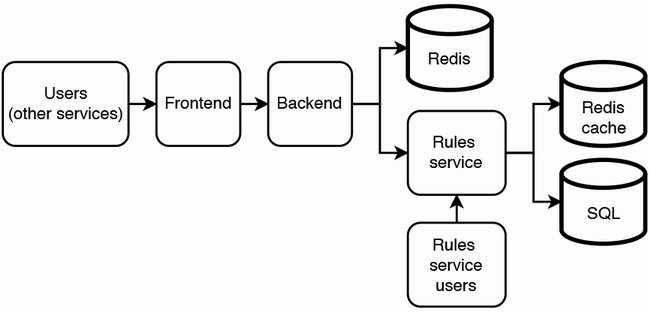 Users
(other services)
Frontend
Backend
Redis
Rules
service
Redis
cache
SQL
Rules
service
users